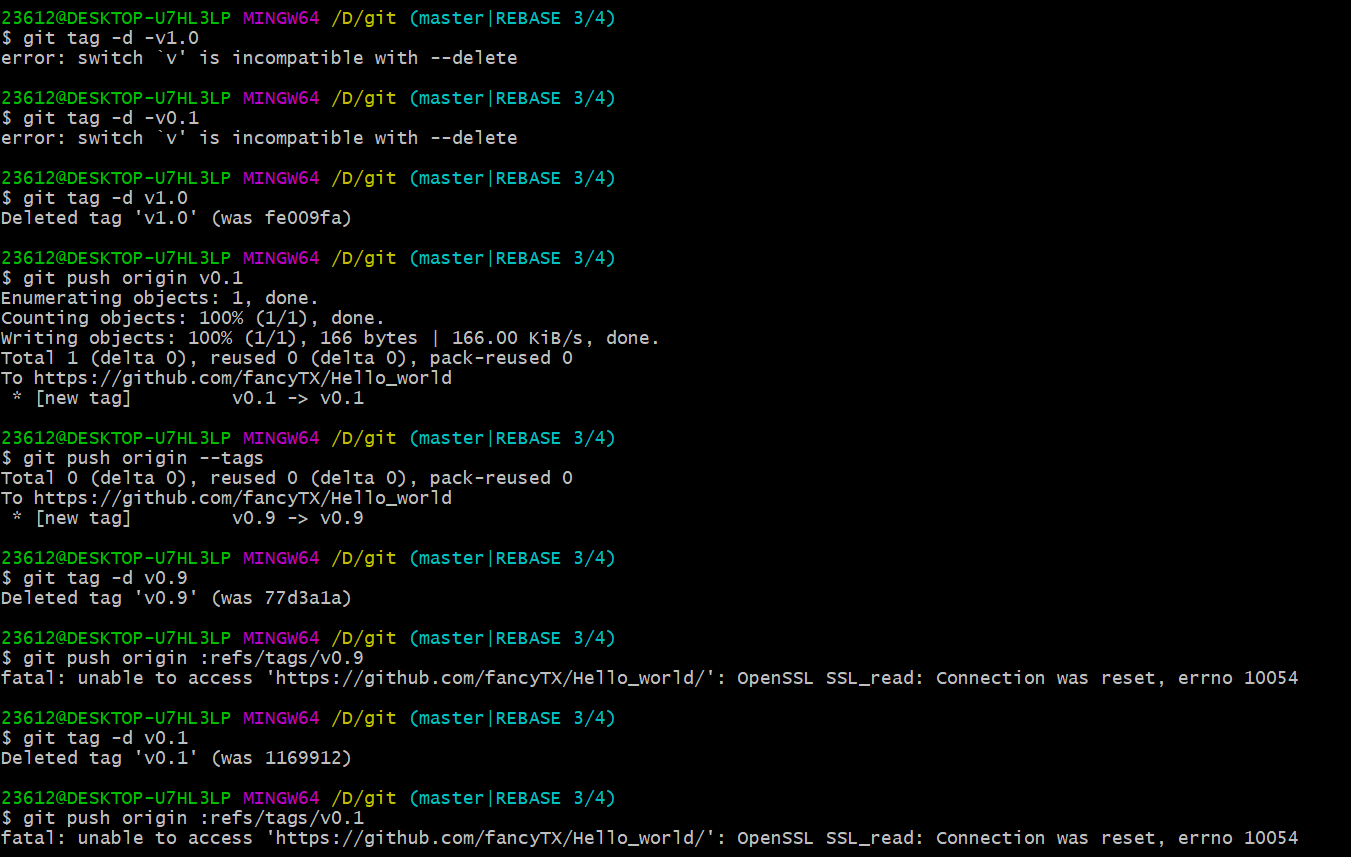 23612@DESKTOP-U7HL3LP MINGW64 /D/git (master|REBASE 3/4)
$ git tag -d -v1.0
error: switch `v' is incompatible with --delete
23612@DESKTOP-U7HL3LP MINGW64 /D/git (master|REBASE 3/4)
$ git tag -d -v0.1
error: switch `v' is incompatible with --delete
23612@DESKTOP-U7HL3LP MINGW64 /D/git (master|REBASE 3/4)
$ git tag -d v1.0
Deleted tag 'v1.0' (was fe009fa)
23612@DESKTOP-U7HL3LP MINGW64 /D/git (master|REBASE 3/4)
$ git push origin v0.1
Enumerating objects: 1, done.
Counting objects: 100% (1/1), done.
Writing objects: 100% (1/1), 166 bytes | 166.00 KiB/s, done.
Total 1 (delta 0), reused 0 (delta 0), pack-reused 0
To https://github.com/fancyTX/Hello_world
 * [new tag]         v0.1 -> v0.1
23612@DESKTOP-U7HL3LP MINGW64 /D/git (master|REBASE 3/4)
$ git push origin --tags
Total 0 (delta 0), reused 0 (delta 0), pack-reused 0
To https://github.com/fancyTX/Hello_world
 * [new tag]         v0.9 -> v0.9
23612@DESKTOP-U7HL3LP MINGW64 /D/git (master|REBASE 3/4)
$ git tag -d v0.9
Deleted tag 'v0.9' (was 77d3a1a)
23612@DESKTOP-U7HL3LP MINGW64 /D/git (master|REBASE 3/4)
$ git push origin :refs/tags/v0.9
fatal: unable to access 'https://github.com/fancyTX/Hello_world/': OpenSSL SSL_read: Connection was reset, errno 10054
23612@DESKTOP-U7HL3LP MINGW64 /D/git (master|REBASE 3/4)
$ git tag -d v0.1
Deleted tag 'v0.1' (was 1169912)
23612@DESKTOP-U7HL3LP MINGW64 /D/git (master|REBASE 3/4)
$ git push origin :refs/tags/v0.1
fatal: unable to access 'https://github.com/fancyTX/Hello_world/': OpenSSL SSL_read: Connection was reset, errno 10054